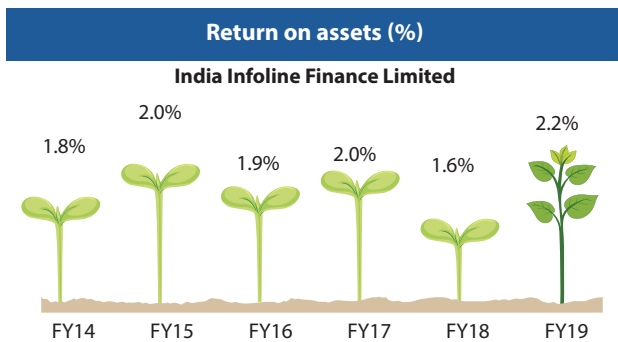 Return on assets (%)
India Infoline Finance Limited
1.8%
2.0%
1.9%
2.0%
1.6%
2.2%
FY14
FY15
FY16
FY17
FY18
FY19